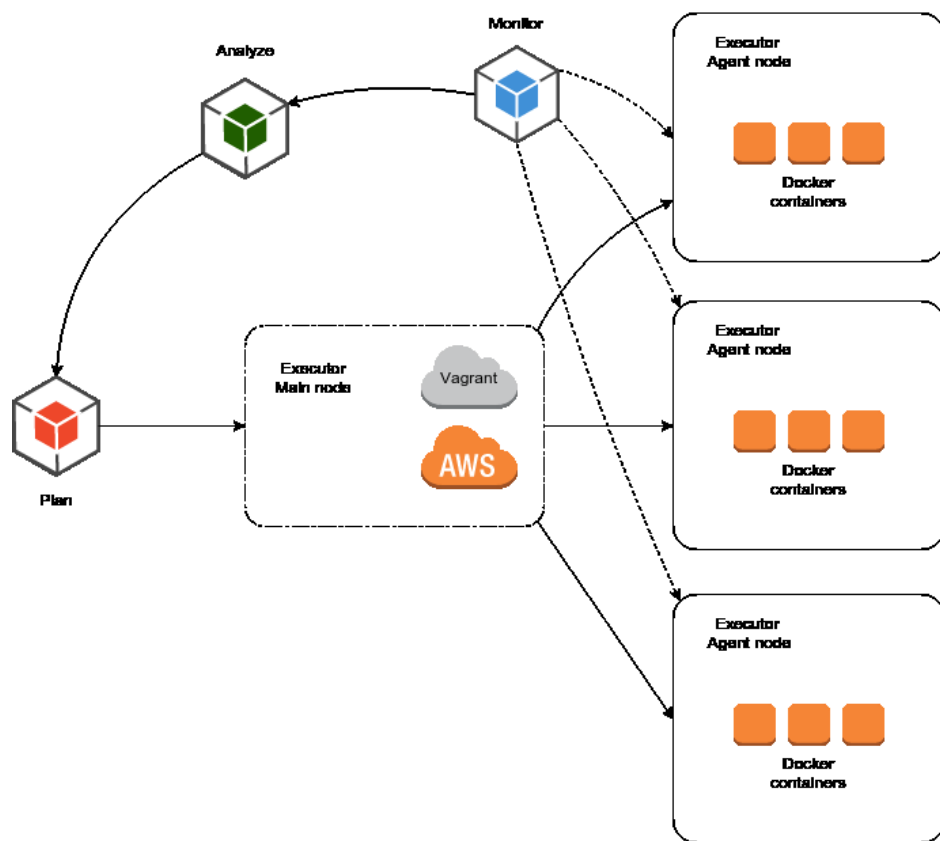 Monitor
Analyze
Executor
Agent node
Docker
containers
Executor
Main node
Vagrant
AWS
Plan
Executor
Agent node
Docker
containers
Executor
Agent node
Docker
containers